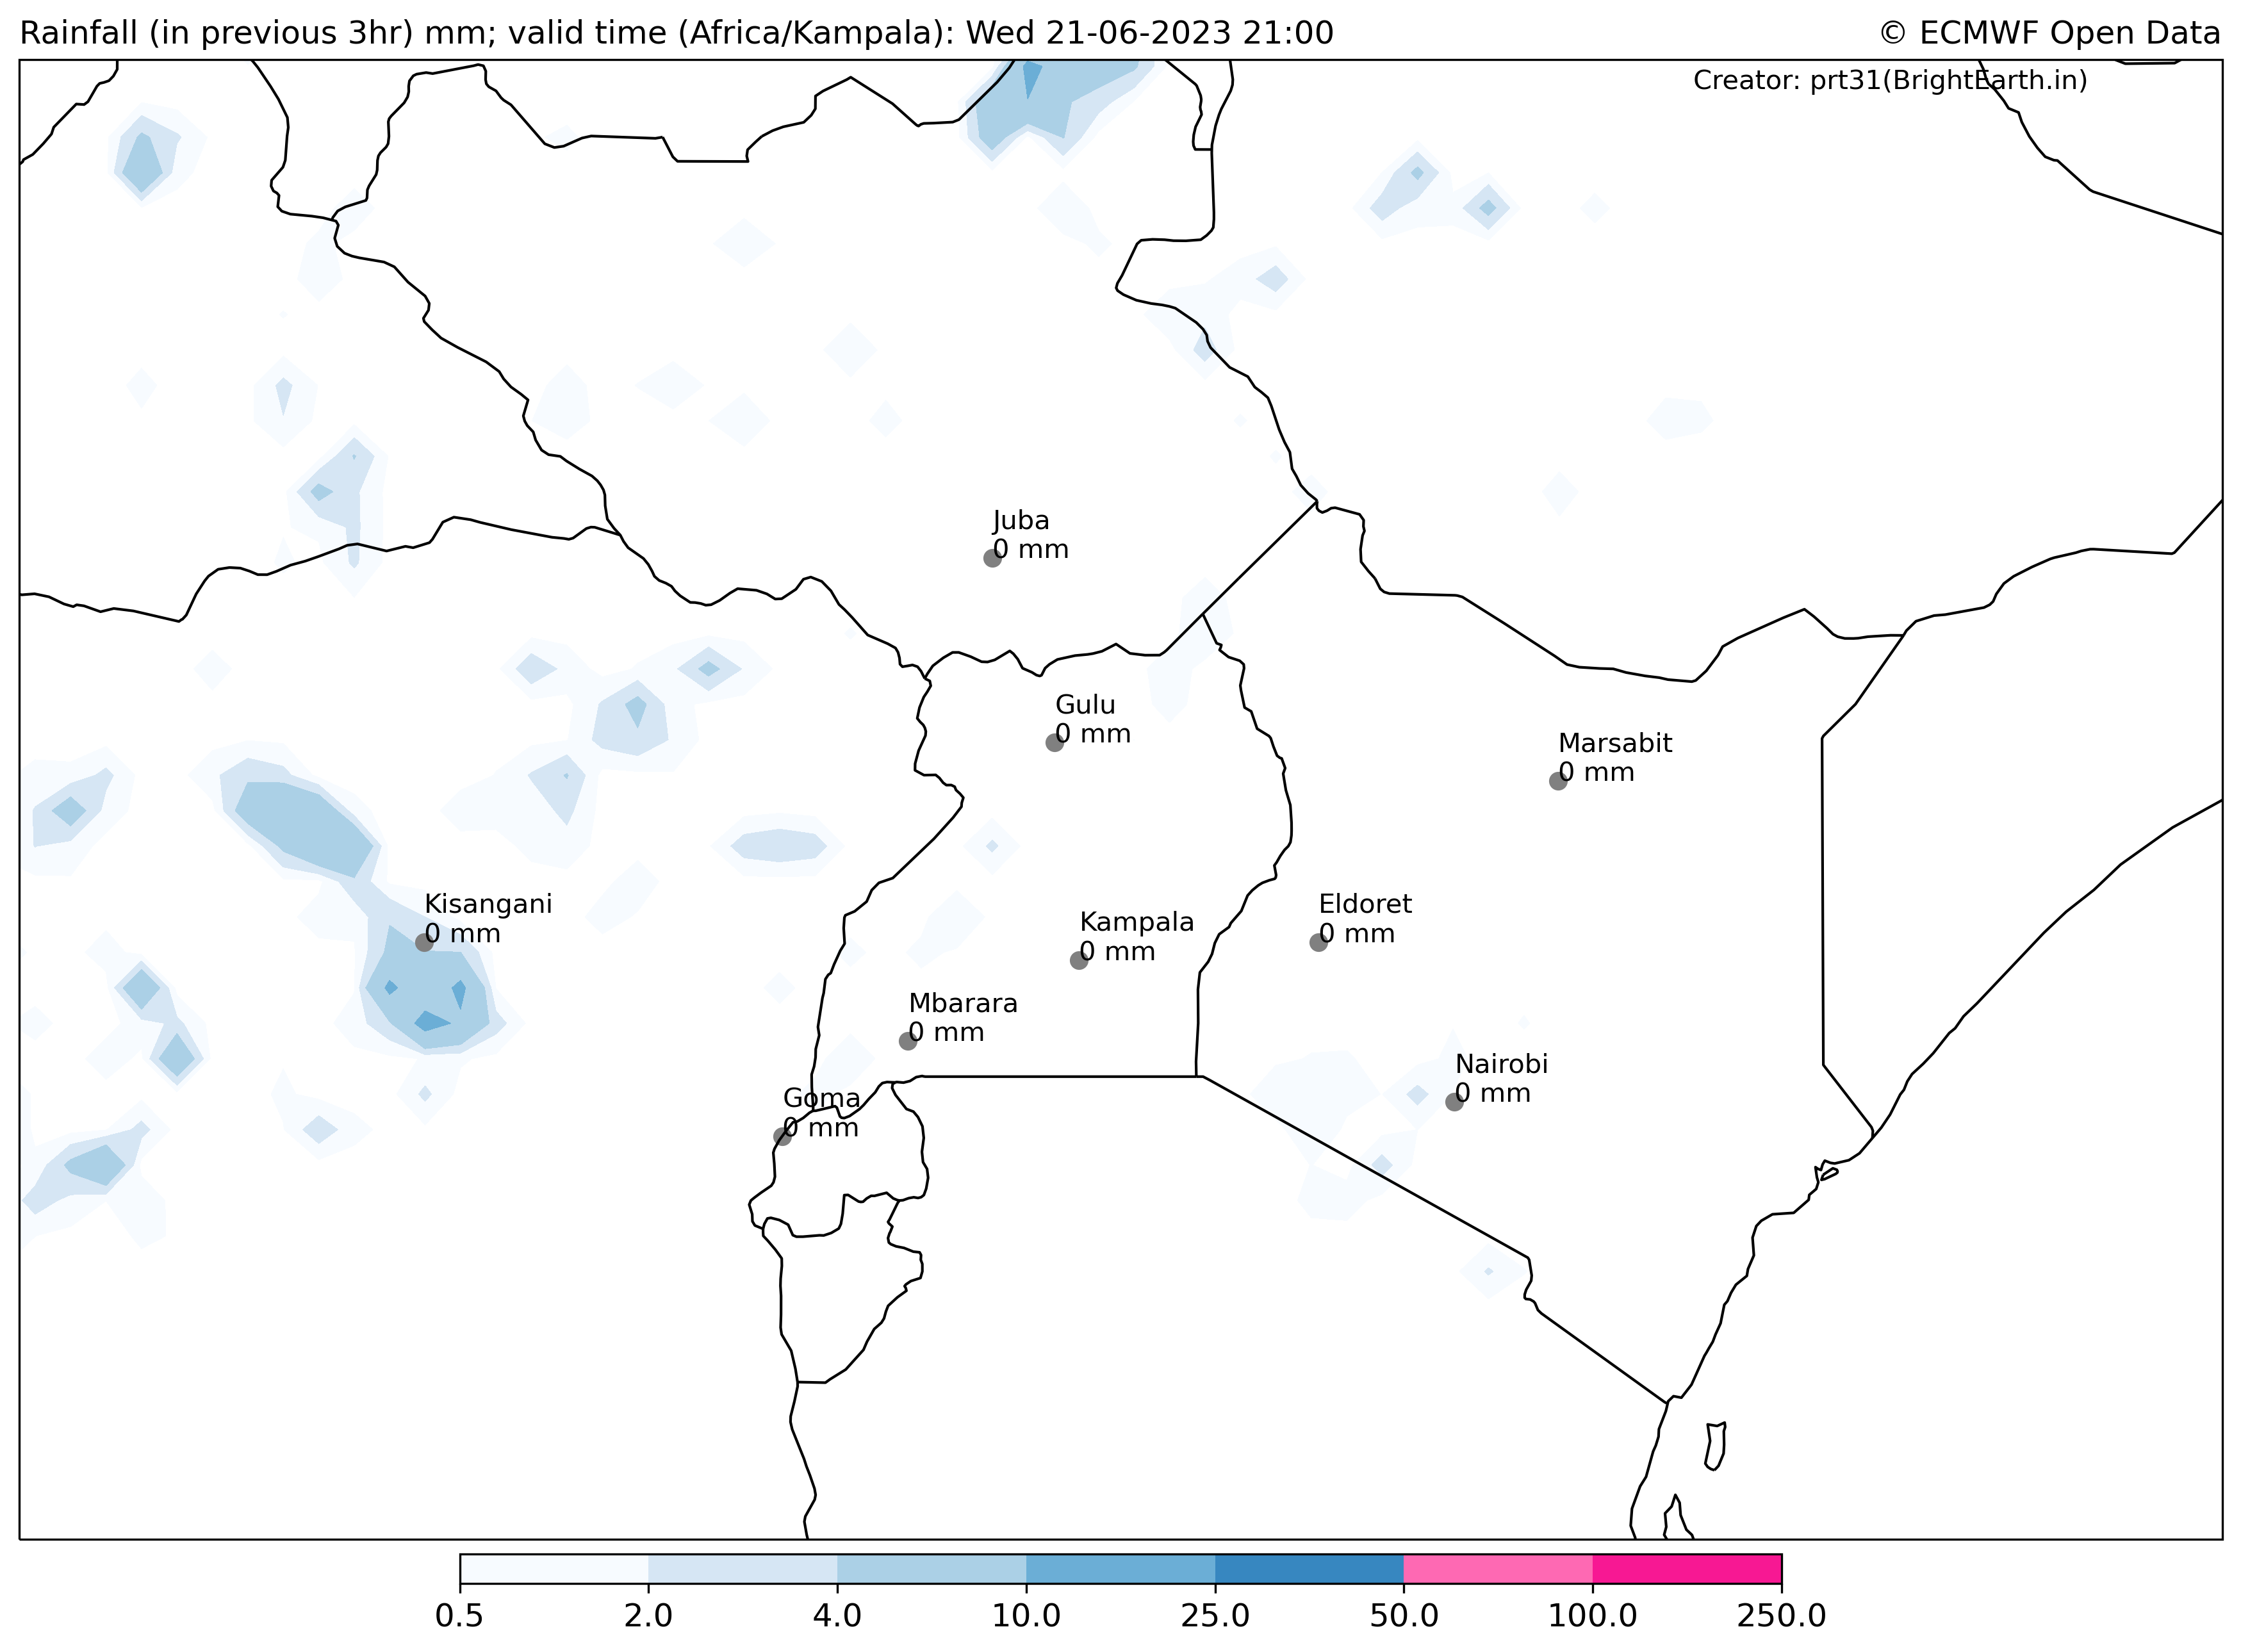 Rainfall (in previous 3hr) mm; valid time (Africa/Kampala): Wed 21-06-2023 21:00
© ECMWF Open Data
Creator: prt31(BrightEarth.in)
Juba
0 mm
Gulu
0 mm
Marsabit
0 mm
Kisangani
0 mm
Eldoret
0 mm
Kampala
0 mm
Mbarara
0 mm
Nairobi
0 mm
Goma
0 mm
0.5 2.0 4.0 10.0 25.0 50.0 100.0 250.0